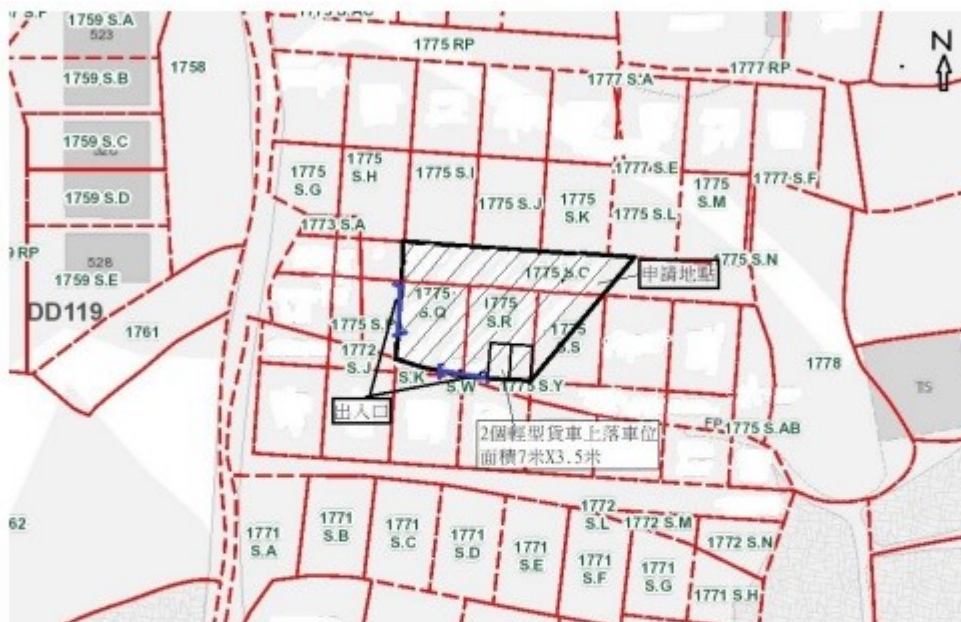 1759 S.A
523
1775 RP
1758
1759 S.B
1777 S.A
1777 RP
N
1759 S.C
1775
S.G
1775
S.H
1775 S.I
1777 S.E
1775
S.M
1777 S.F
1759 S.D
1775 S.J
1775
S.K
1775 S.L
1773 S.A
528
1759 S.E
1775 S.C
申請地點
1775 S.N
DD119
1761
1775
S.Q
1775
S.R
1775
S.S
1772
S.J
1778
S.K
S.W
1775 S.Y
TS
出入口
2個輕型貨車上落車位
面積7米X3.5米
FP
1775 S.AB
1771
S.A
1771
S.B
1771
S.C
1771
S.D
1771
S.E
1772
S.L
1772 S.M
1772 S.N
1771
S.F
1771
S.G
1771 S.H